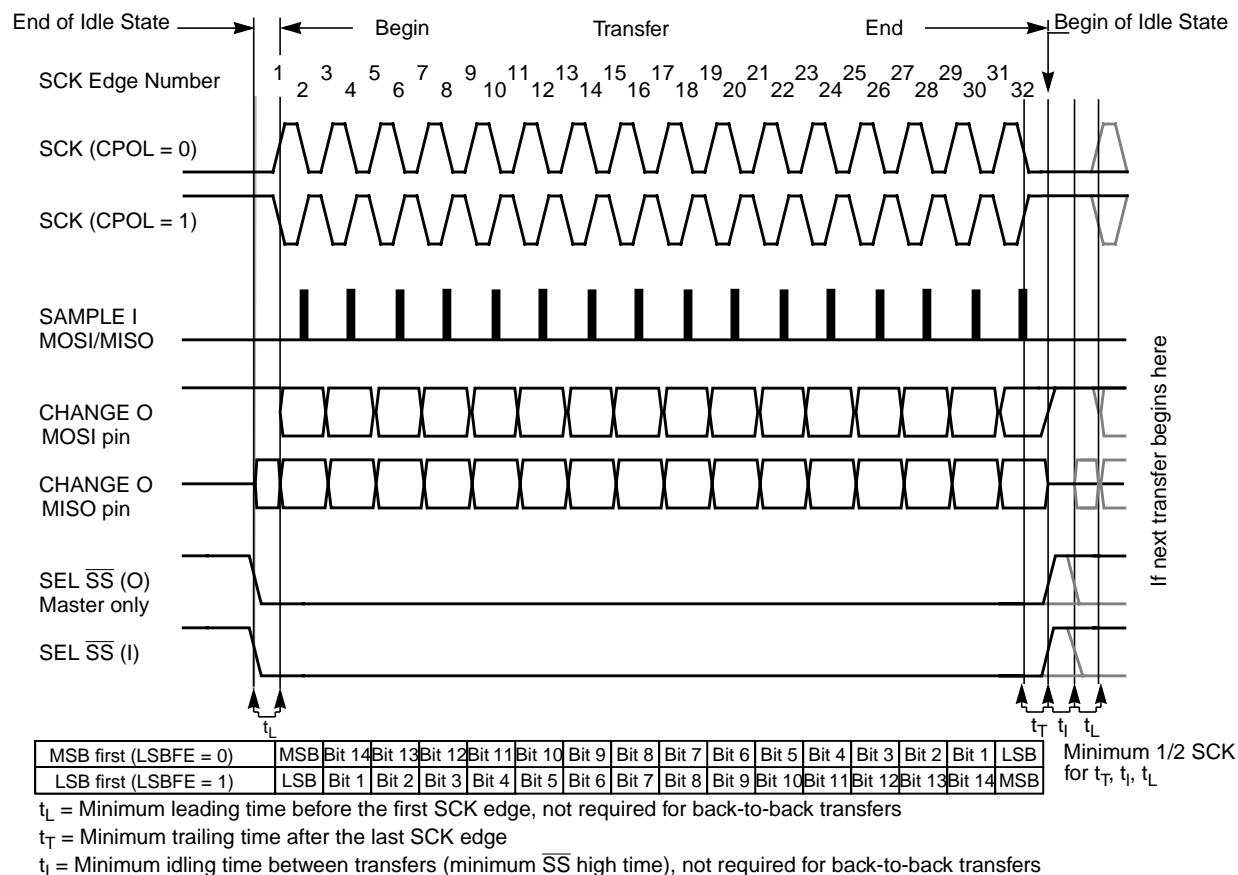 End of Idle State
Begin
Transfer
End
Begin of Idle State
SCK Edge Number
1 3 5 7 9 11 13 15 17 19 21 23 25 27 29 31
2 4 6 8 10 12 14 16 18 20 22 24 26 28 30 32
SCK (CPOL = 0)
SCK (CPOL = 1)
SAMPLE I
MOSI/MISO
CHANGE O
MOSI pin
CHANGE O
MISO pin
SEL SS (O)
Master only
SEL SS (I)
If next transfer begins here
tL
tT tI tL
MSB first (LSBFE = 0) MSB Bit 14 Bit 13 Bit 12 Bit 11 Bit 10 Bit 9 Bit 8 Bit 7 Bit 6 Bit 5 Bit 4 Bit 3 Bit 2 Bit 1 LSB
LSB first (LSBFE = 1) LSB Bit 1 Bit 2 Bit 3 Bit 4 Bit 5 Bit 6 Bit 7 Bit 8 Bit 9 Bit 10 Bit 11 Bit 12 Bit 13 Bit 14 MSB
Minimum 1/2 SCK
for tT, tI, tL
tL = Minimum leading time before the first SCK edge, not required for back-to-back transfers
tT = Minimum trailing time after the last SCK edge
tI = Minimum idling time between transfers (minimum SS high time), not required for back-to-back transfers